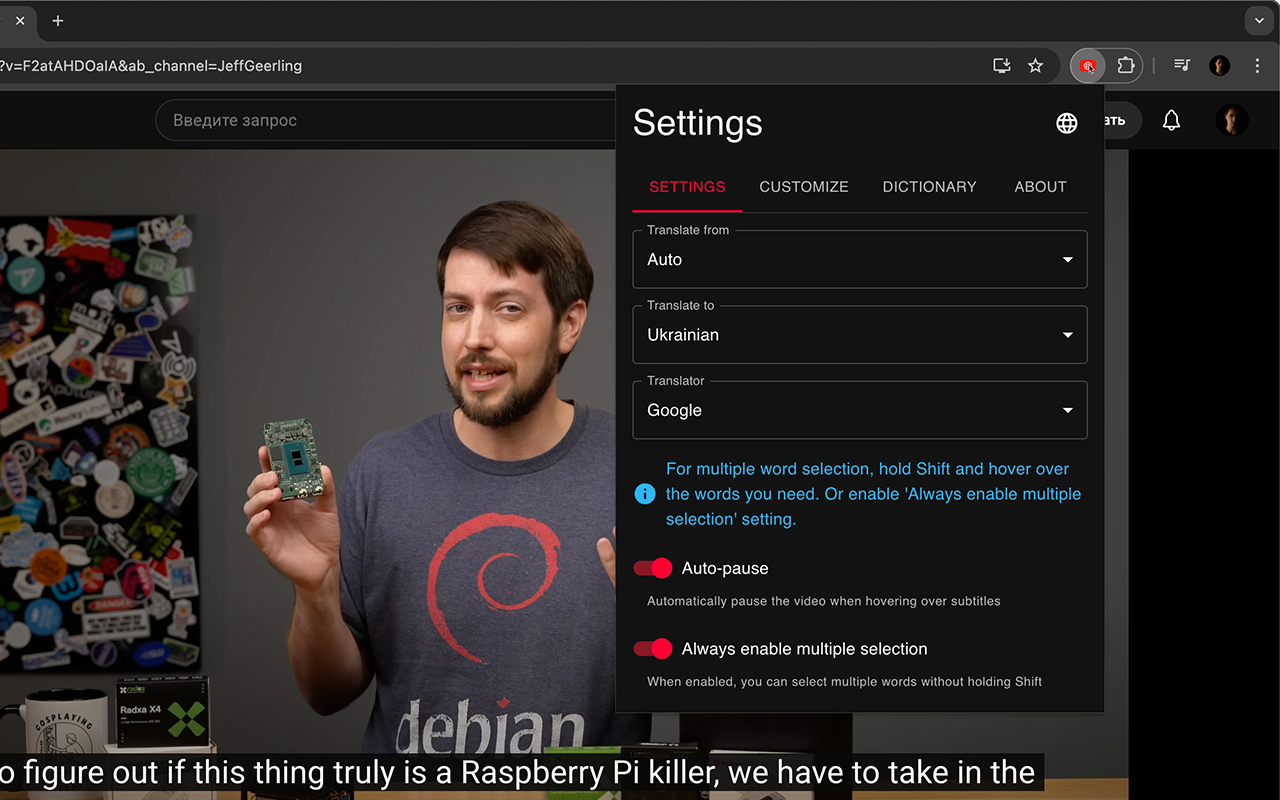 ?v=F2atAHDOaIA&ab_channel=JeffGeerling
Введите запрос
ать
Settings
SETTINGS CUSTOMIZE DICTIONARY ABOUT
Translate from
Auto
Translate to
Ukrainian
Translator
Google
For multiple word selection, hold Shift and hover over
the words you need. Or enable 'Always enable multiple
selection' setting.
Auto-pause
Automatically pause the video when hovering over subtitles
Always enable multiple selection
When enabled, you can select multiple words without holding Shift
Rocky Linux
DANGER
COSPLAYING
radxa
Radxa X4
debian
o figure out if this thing truly is a Raspberry Pi killer, we have to take in the